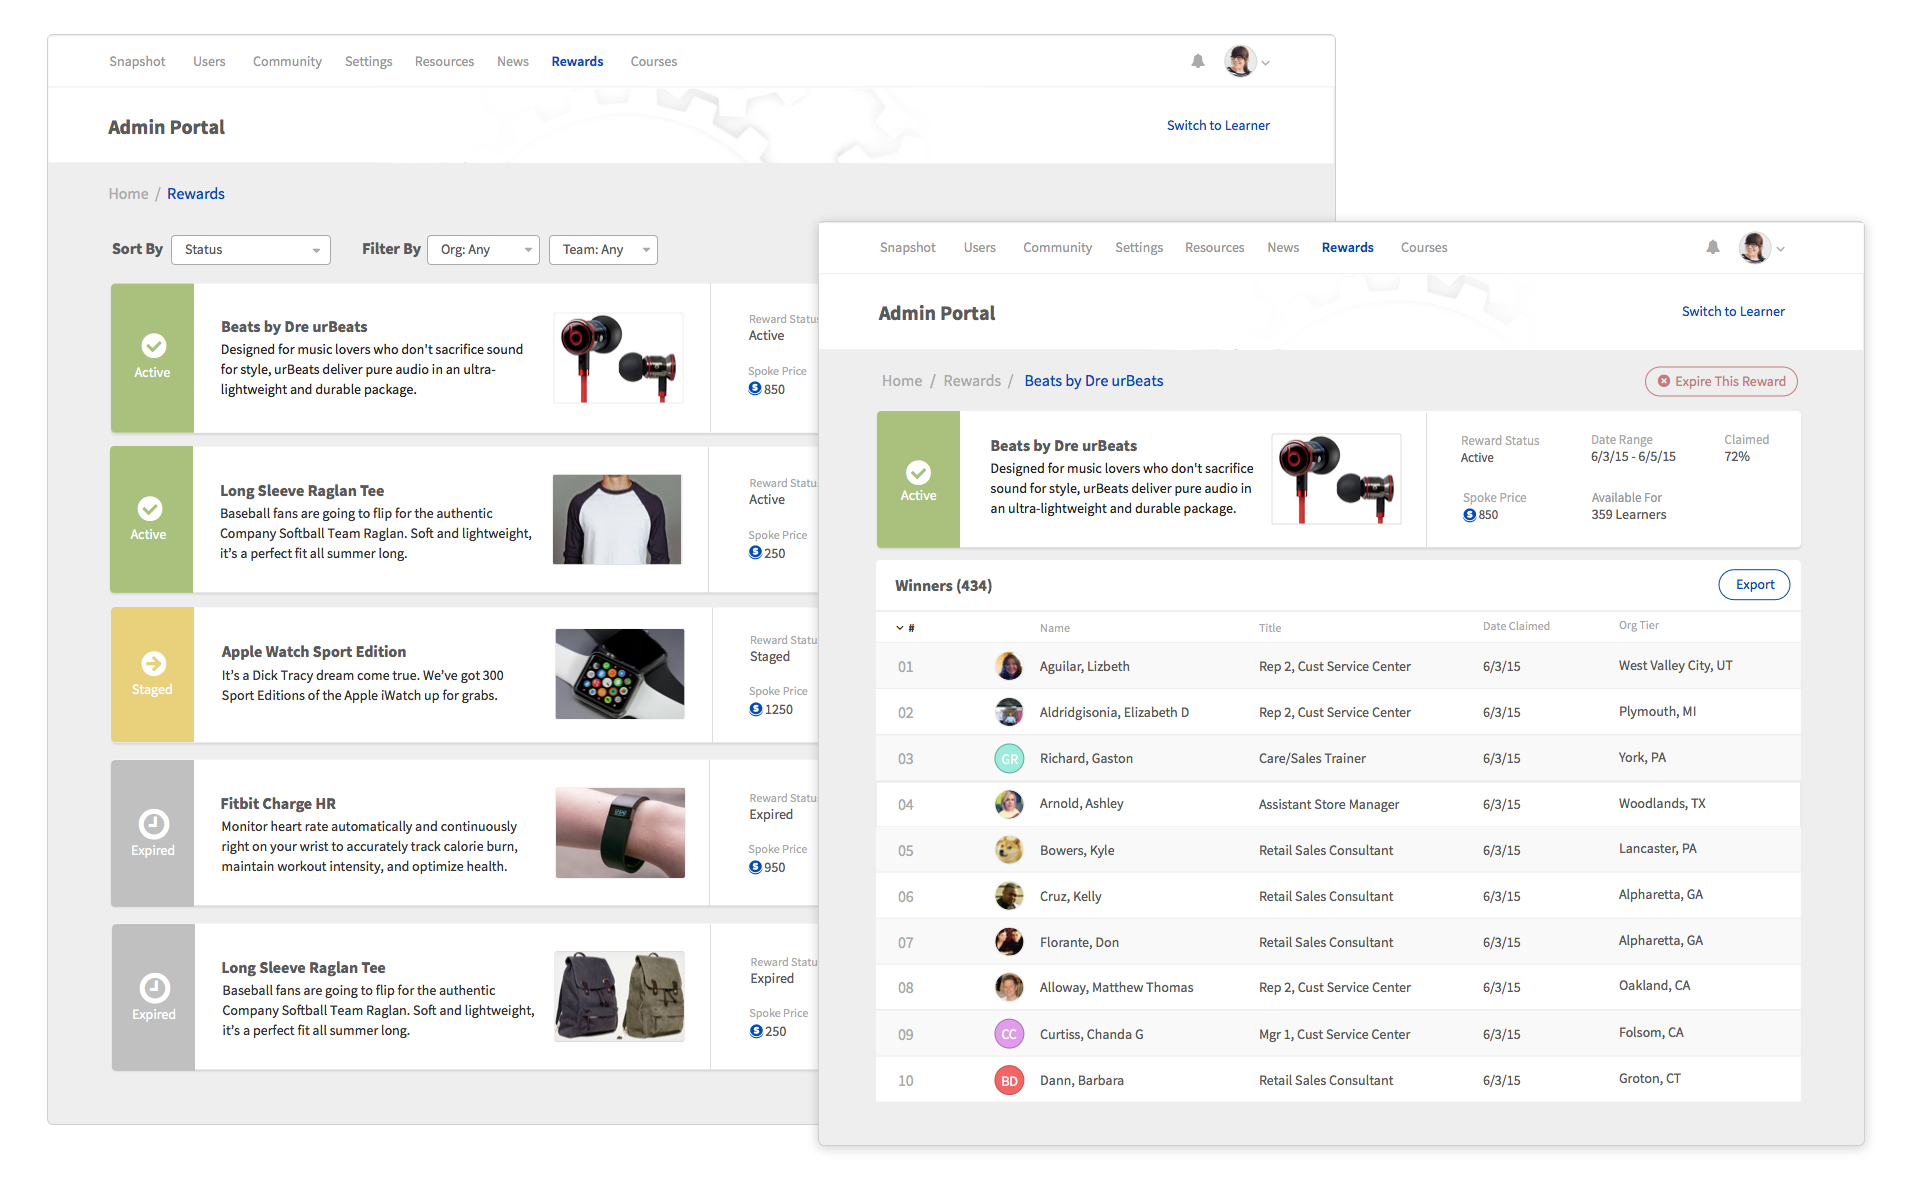 Snapshot Users Community Settings Resources News Rewards Courses
Admin Portal
Switch to Learner
Home / Rewards
Sort By Status Filter By Org: Any Team: Any
Active
Beats by Dre urBeats
Designed for music lovers who don't sacrifice sound
for style, urBeats deliver pure audio in an ultra-
lightweight and durable package.
Reward Statu
Active
Spoke Price
S 850
Active
Long Sleeve Raglan Tee
Baseball fans are going to flip for the authentic
Company Softball Team Raglan. Soft and lightweight,
it's a perfect fit all summer long.
Reward Statu
Active
Spoke Price
S 250
Staged
Apple Watch Sport Edition
It's a Dick Tracy dream come true. We've got 300
Sport Editions of the Apple iWatch up for grabs.
Reward Statu
Staged
Spoke Price
S 1250
Expired
Fitbit Charge HR
Monitor heart rate automatically and continuously
right on your wrist to accurately track calorie burn,
maintain workout intensity, and optimize health.
Reward Statu
Expired
Spoke Price
S 950
Expired
Long Sleeve Raglan Tee
Baseball fans are going to flip for the authentic
Company Softball Team Raglan. Soft and lightweight,
it's a perfect fit all summer long.
Reward Statu
Expired
Spoke Price
S 250
Snapshot Users Community Settings Resources News Rewards Courses
Admin Portal
Switch to Learner
Home / Rewards / Beats by Dre urBeats
Expire This Reward
Active
Beats by Dre urBeats
Designed for music lovers who don't sacrifice
sound for style, urBeats deliver pure audio in
an ultra-lightweight and durable package.
b
Reward Status
Active
Date Range
6/3/15 - 6/5/15
Claimed
72%
Spoke Price
S 850
Available For
359 Learners
Winners (434)
Export
# Name Title Date Claimed Org Tier
01 Aguilar, Lizbeth Rep 2, Cust Service Center 6/3/15 West Valley City, UT
02 Aldridgisonia, Elizabeth D Rep 2, Cust Service Center 6/3/15 Plymouth, MI
03 GR Richard, Gaston Care/Sales Trainer 6/3/15 York, PA
04 Arnold, Ashley Assistant Store Manager 6/3/15 Woodlands, TX
05 Bowers, Kyle Retail Sales Consultant 6/3/15 Lancaster, PA
06 Cruz, Kelly Retail Sales Consultant 6/3/15 Alpharetta, GA
07 Florante, Don Retail Sales Consultant 6/3/15 Alpharetta, GA
08 Alloway, Matthew Thomas Rep 2, Cust Service Center 6/3/15 Oakland, CA
09 CC Curtiss, Chanda G Mgr 1, Cust Service Center 6/3/15 Folsom, CA
10 BD Dann, Barbara Retail Sales Consultant 6/3/15 Groton, CT